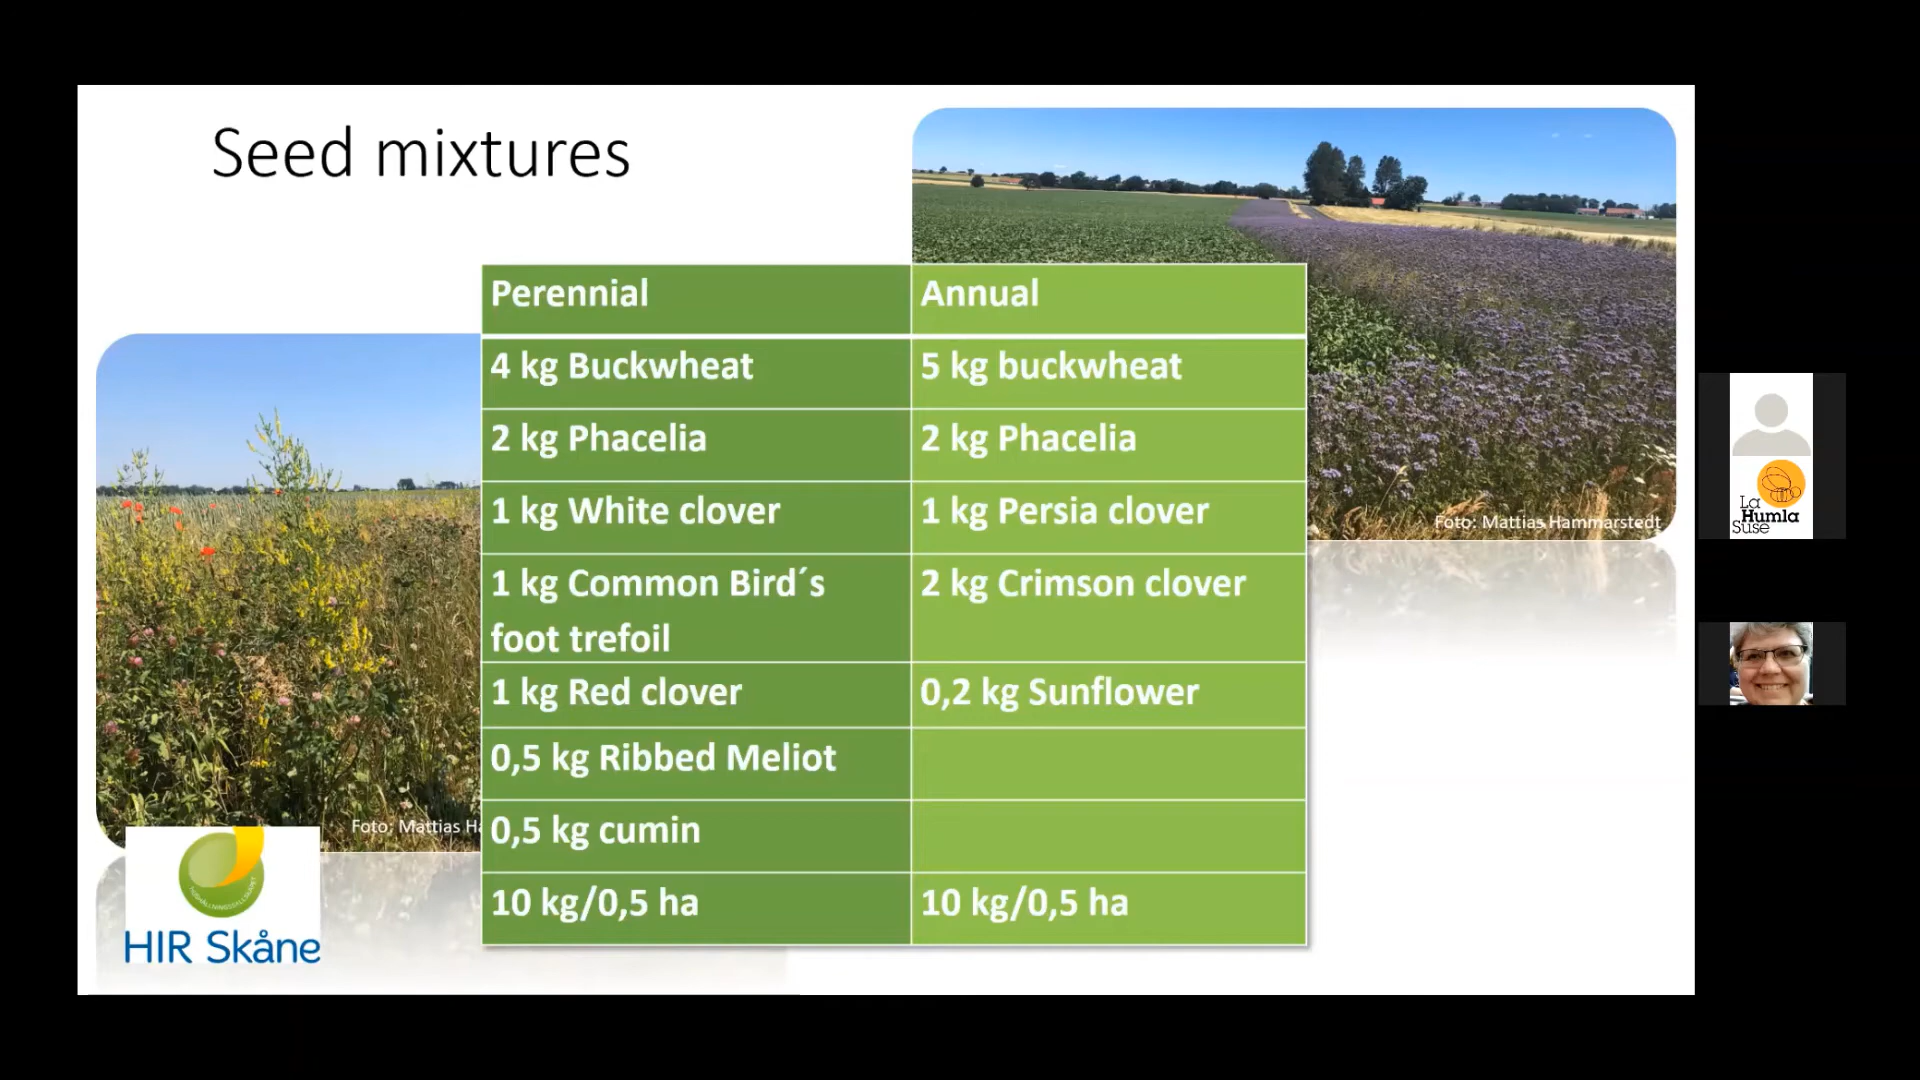 Seed mixtures
Perennial
Annual
4 kg Buckwheat
5 kg buckwheat
2 kg Phacelia
2 kg Phacelia
1 kg White clover
1 kg Persia clover
1 kg Common Bird´s
foot trefoil
2 kg Crimson clover
1 kg Red clover
0,2 kg Sunflower
0,5 kg Ribbed Meliot
0,5 kg cumin
10 kg/0,5 ha
10 kg/0,5 ha
Foto: Mattias Hammarstedt
Foto: Mattias
HIR Skåne
La
Humla
Suse